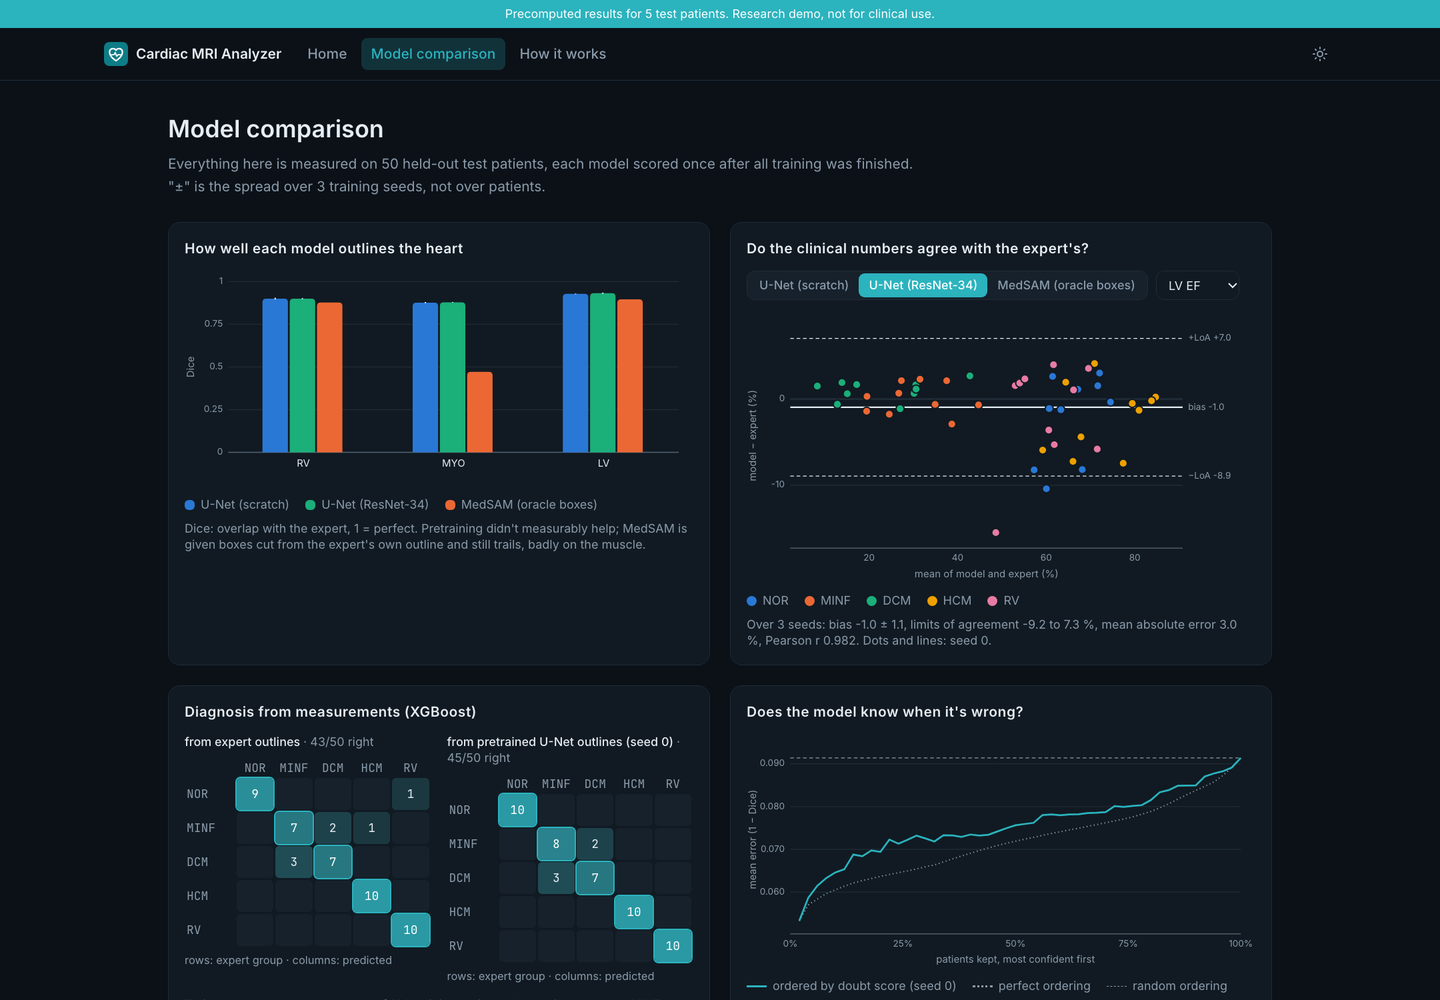 Precomputed results for 5 test patients. Research demo, not for clinical use.
Cardiac MRI Analyzer
Home
Model comparison
How it works
Model comparison
Everything here is measured on 50 held-out test patients, each model scored once after all training was finished.
"±" is the spread over 3 training seeds, not over patients.
How well each model outlines the heart
1
0.75
0.5
0.25
0
Dice
RV MYO LV
U-Net (scratch) U-Net (ResNet-34) MedSAM (oracle boxes)
Dice: overlap with the expert, 1 = perfect. Pretraining didn't measurably help; MedSAM is
given boxes cut from the expert's own outline and still trails, badly on the muscle.
Do the clinical numbers agree with the expert's?
U-Net (scratch) U-Net (ResNet-34) MedSAM (oracle boxes) LV EF
+LoA +7.0
0
bias -1.0
−LoA -8.9
-10
model − expert (%)
20 40 60 80
mean of model and expert (%)
NOR MINF DCM HCM RV
Over 3 seeds: bias -1.0 ± 1.1, limits of agreement -9.2 to 7.3 %, mean absolute error 3.0
%, Pearson r 0.982. Dots and lines: seed 0.
Diagnosis from measurements (XGBoost)
from expert outlines · 43/50 right
NOR MINF DCM HCM RV
NOR 9 1
MINF 7 2 1
DCM 3 7
HCM 10
RV 10
rows: expert group · columns: predicted
from pretrained U-Net outlines (seed 0) ·
45/50 right
NOR MINF DCM HCM RV
NOR 10
MINF 8 2
DCM 3 7
HCM 10
RV 10
rows: expert group · columns: predicted
Does the model know when it's wrong?
0.090
0.080
0.070
0.060
mean error (1 − Dice)
0% 25% 50% 75% 100%
patients kept, most confident first
ordered by doubt score (seed 0) perfect ordering random ordering